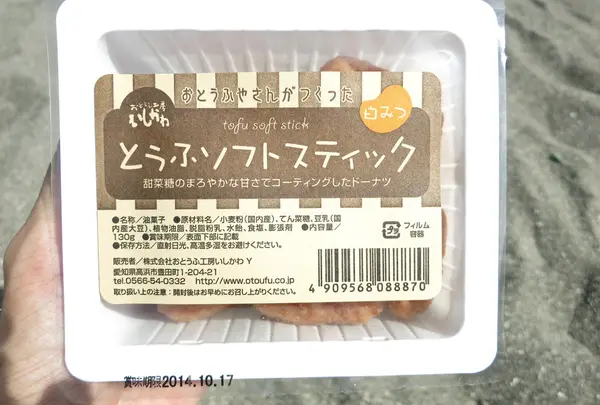 おとうふ工房
いしかわ
おとうふやさんがつくった
白みつ
tofu soft stick
とうふソフトスティック
甜菜糖のまろやかな甘さでコーティングしたドーナツ
●名称/油菓子 ●原材料名/小麦粉(国内産)、てん菜糖、豆乳(国
内産大豆)、植物油脂、脱脂粉乳、水飴、食塩、膨張剤 ●内容量/
130g ●賞味期限/表面下部に記載
●保存方法/直射日光、高温多湿をお避けください。
プラ
フィルム
容器
販売者/株式会社おとうふ工房いしかわ Y
愛知県高浜市豊田町1-204-21
tel.0566-54-0332 http://www.otoufu.co.jp
取り扱い上の注意:開封後はお早めにお召し上がりください。
4 909568 088870
賞味期限 2014.10.17